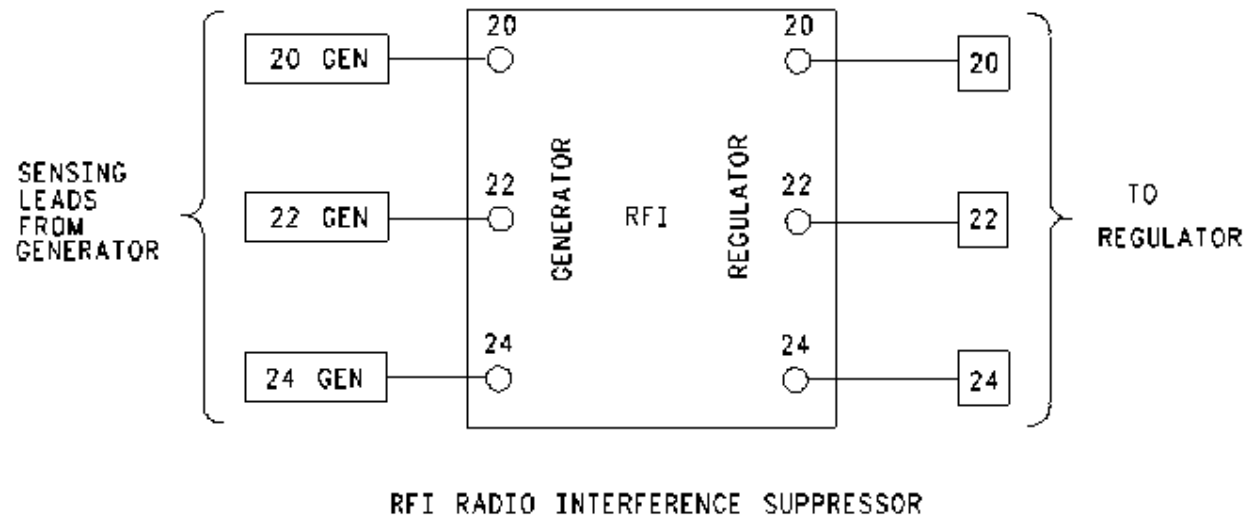 20
20
20 GEN
20
SENSING
LEADS
FROM
GENERATOR
22
22
22 GEN
GENERATOR
RFI
REGULATOR
22
TO
REGULATOR
24
24
24 GEN
24
RFI RADIO INTERFERENCE SUPPRESSOR